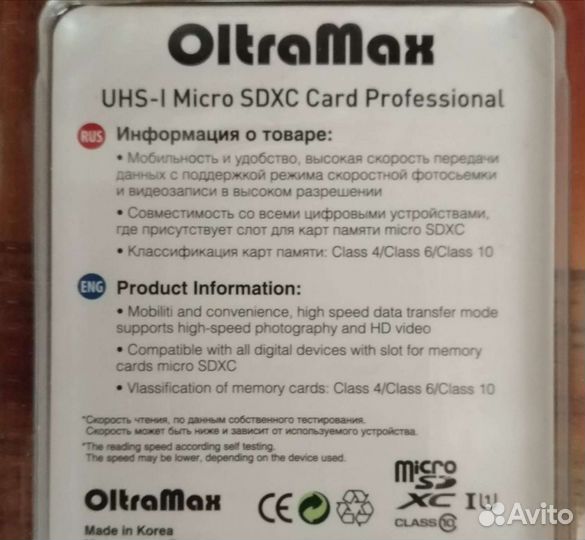 OltraMax
UHS-I Micro SDXC Card Professional
RUS Информация о товаре:
• Мобильность и удобство, высокая скорость передачи
данных с поддержкой режима скоростной фотосьемки
и видеозаписи в высоком разрешении
• Совместимость со всеми цифровыми устройствами,
где присутствует слот для карт памяти micro SDXC
• Классификация карт памяти: Class 4/Class 6/Class 10
ENG Product Information:
• Mobiliti and convenience, high speed data transfer mode
supports high-speed photography and HD video
• Compatible with all digital devices with slot for memory
cards micro SDXC
• Vlassification of memory cards: Class 4/Class 6/Class 10
*Скорость чтения, по данным собственного тестирования.
Скорость может быть ниже и зависит от используемого устройства.
*The reading speed according self testing.
The speed may be lower, depending on the device used.
OltraMax
Made in Korea
CE
micro
SD
XC I U1
CLASS 10
Avito